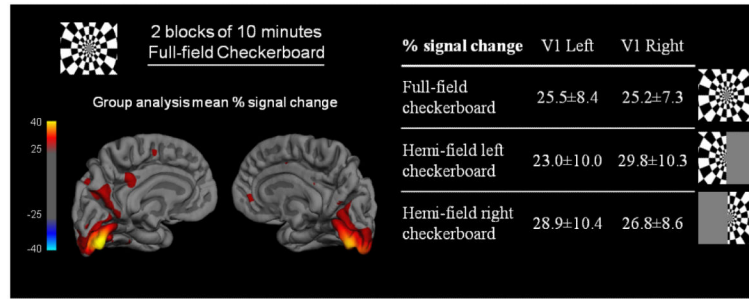 2 blocks of 10 minutes
Full-field Checkerboard
Group analysis mean % signal change
40
25
-25
-40
% signal change V1 Left V1 Right
Full-field
checkerboard 25.5±8.4 25.2±7.3
Hemi-field left
checkerboard 23.0±10.0 29.8±10.3
Hemi-field right
checkerboard 28.9±10.4 26.8±8.6